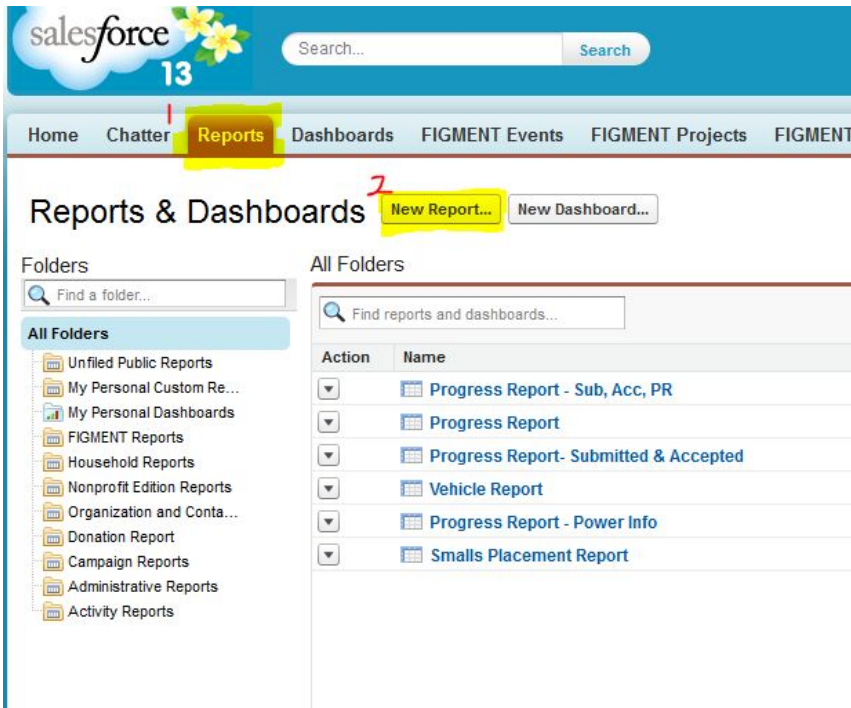 salesforce
13
Search...
Search
1
Home Chatter Reports Dashboards FIGMENT Events FIGMENT Projects FIGMENT
2
Reports & Dashboards New Report... New Dashboard...
Folders
Find a folder...
All Folders
Unfiled Public Reports
My Personal Custom Re...
My Personal Dashboards
FIGMENT Reports
Household Reports
Nonprofit Edition Reports
Organization and Conta...
Donation Report
Campaign Reports
Administrative Reports
Activity Reports
All Folders
Find reports and dashboards...
Action Name
Progress Report - Sub, Acc, PR
Progress Report
Progress Report- Submitted & Accepted
Vehicle Report
Progress Report - Power Info
Smalls Placement Report